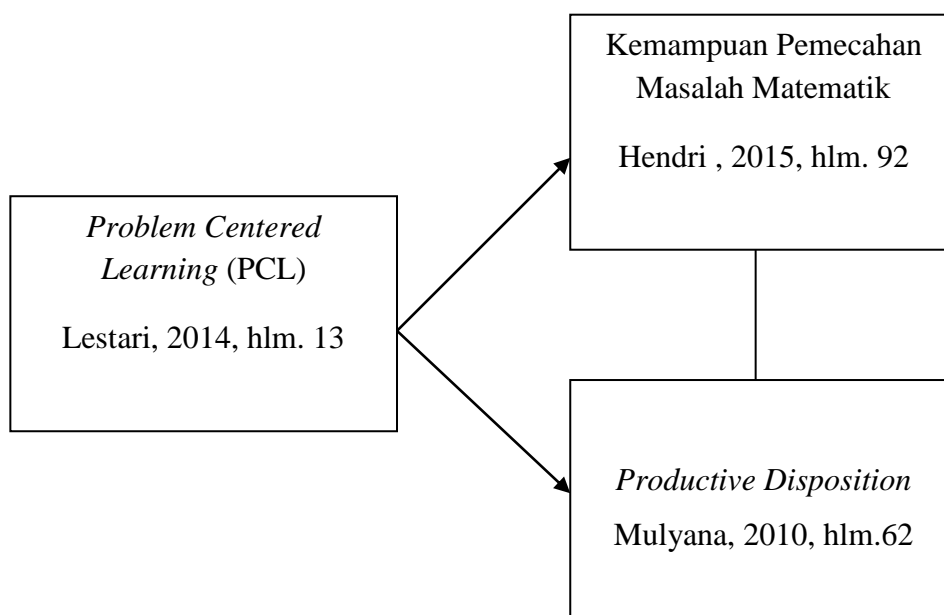 Kemampuan Pemecahan
Masalah Matematik
Hendri , 2015, hlm. 92
Problem Centered
Learning (PCL)
Lestari, 2014, hlm. 13
Productive Disposition
Mulyana, 2010, hlm.62